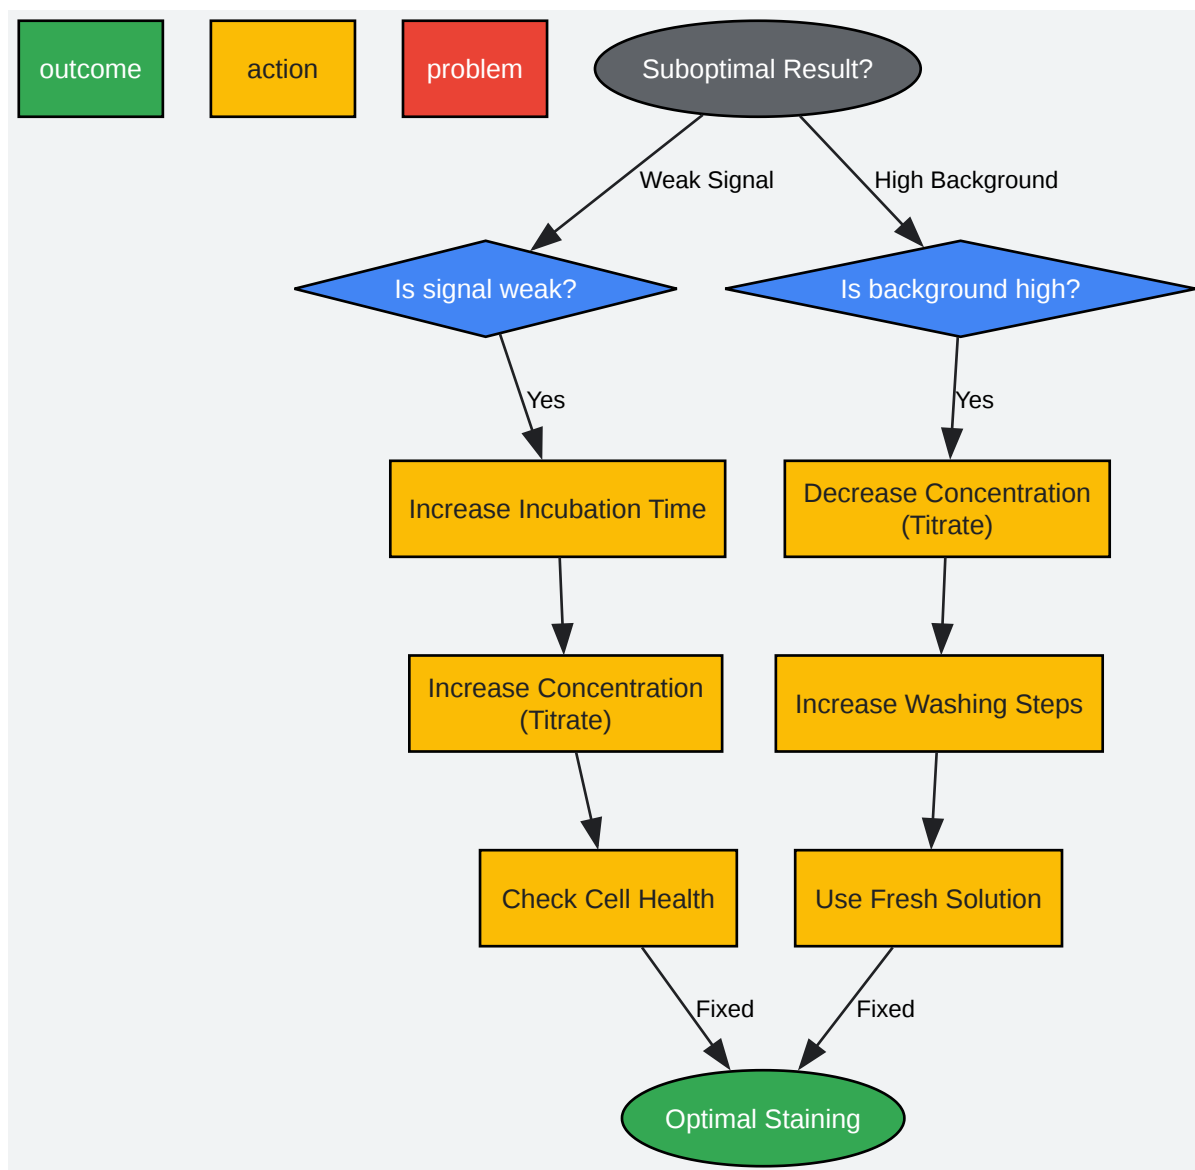 outcome
action
problem
Suboptimal Result?
Weak Signal
High Background
Is signal weak?
Is background high?
Yes
Yes
Increase Incubation Time
Decrease Concentration
(Titrate)
Increase Concentration
(Titrate)
Increase Washing Steps
Check Cell Health
Use Fresh Solution
Fixed
Fixed
Optimal Staining